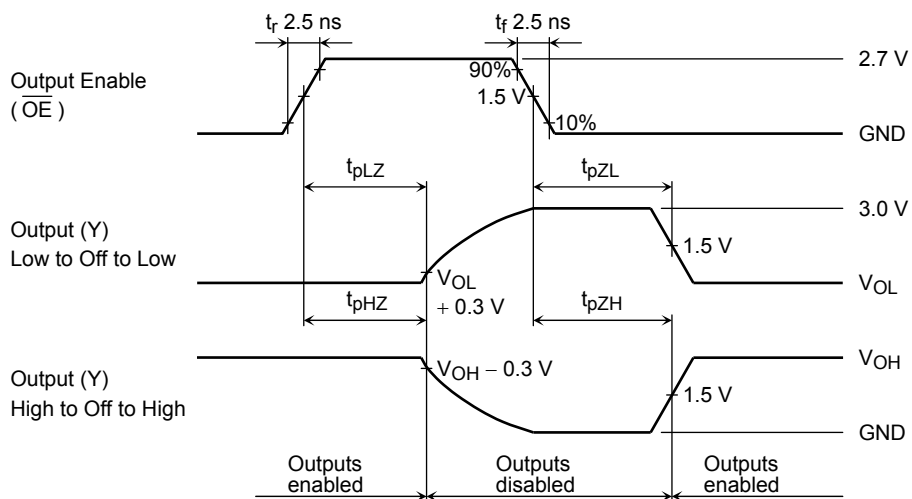 tr 2.5 ns
tf 2.5 ns
Output Enable
( OE )
90%
1.5 V
10%
2.7 V
GND
tpLZ
tpZL
Output (Y)
Low to Off to Low
3.0 V
1.5 V
VOL
+ 0.3 V
VOL
tpHZ
tpZH
Output (Y)
High to Off to High
VOH − 0.3 V
VOH
1.5 V
GND
Outputs
enabled
Outputs
disabled
Outputs
enabled